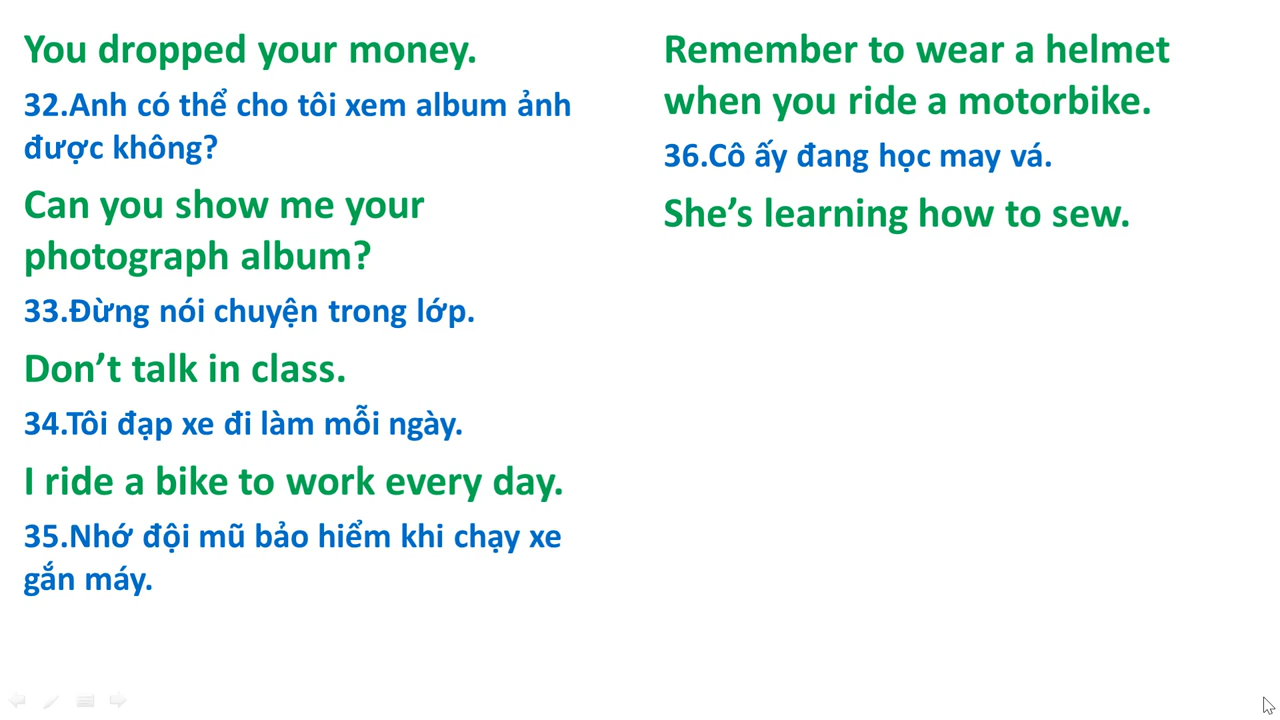 You dropped your money.
32.Anh có thể cho tôi xem album ảnh
được không?
Can you show me your
photograph album?
33.Đừng nói chuyện trong lớp.
Don’t talk in class.
34.Tôi đạp xe đi làm mỗi ngày.
I ride a bike to work every day.
35.Nhớ đội mũ bảo hiểm khi chạy xe
gắn máy.
Remember to wear a helmet
when you ride a motorbike.
36.Cô ấy đang học may vá.
She’s learning how to sew.